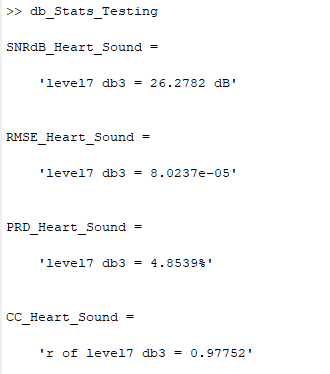 >> db_Stats_Testing
SNRdB_Heart_Sound =
'level7 db3 = 26.2782 dB'
RMSE_Heart_Sound =
'level7 db3 = 8.0237e-05'
PRD_Heart_Sound =
'level7 db3 = 4.8539%'
CC_Heart_Sound =
'r of level7 db3 = 0.97752'